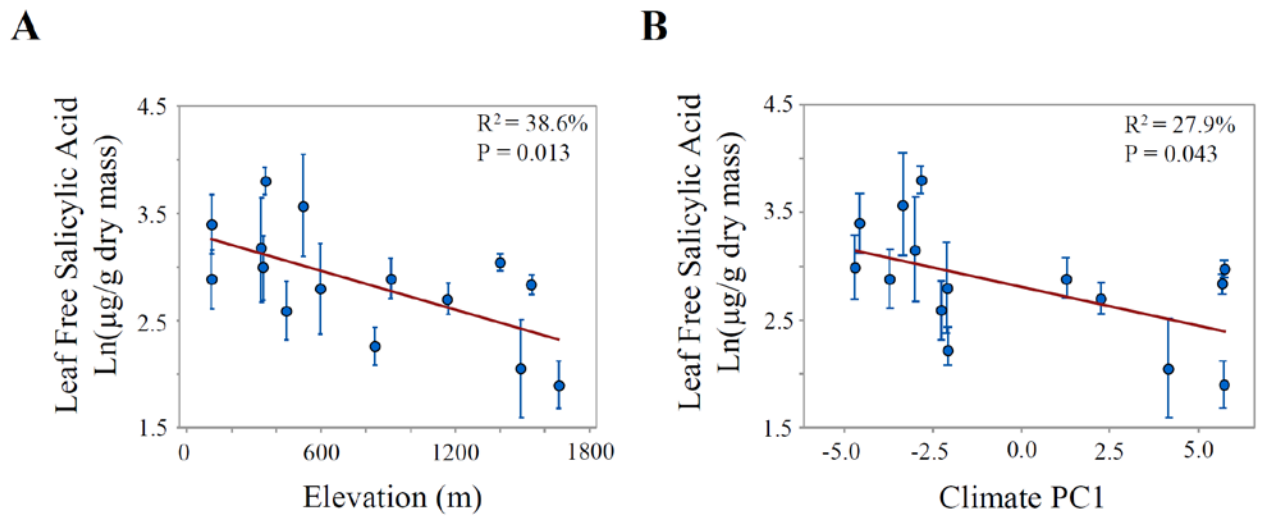 A
Leaf Free Salicylic Acid
Ln(µg/g dry mass)
4.5
3.5
2.5
1.5
R² = 38.6%
P = 0.013
0 600 1200 1800
Elevation (m)
B
Leaf Free Salicylic Acid
Ln(µg/g dry mass)
4.5
3.5
2.5
1.5
R² = 27.9%
P = 0.043
-5.0 -2.5 0.0 2.5 5.0
Climate PC1